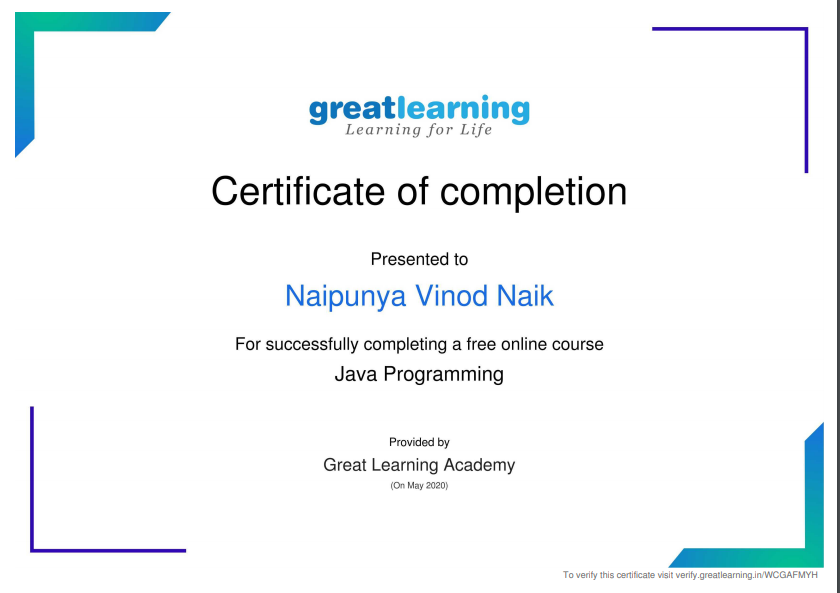 greatlearning
Learning for Life
Certificate of completion
Presented to
Naipunya Vinod Naik
For successfully completing a free online course
Java Programming
Provided by
Great Learning Academy
(On May 2020)
To verify this certificate visit verify.greatlearning.in/WCGAFMYH